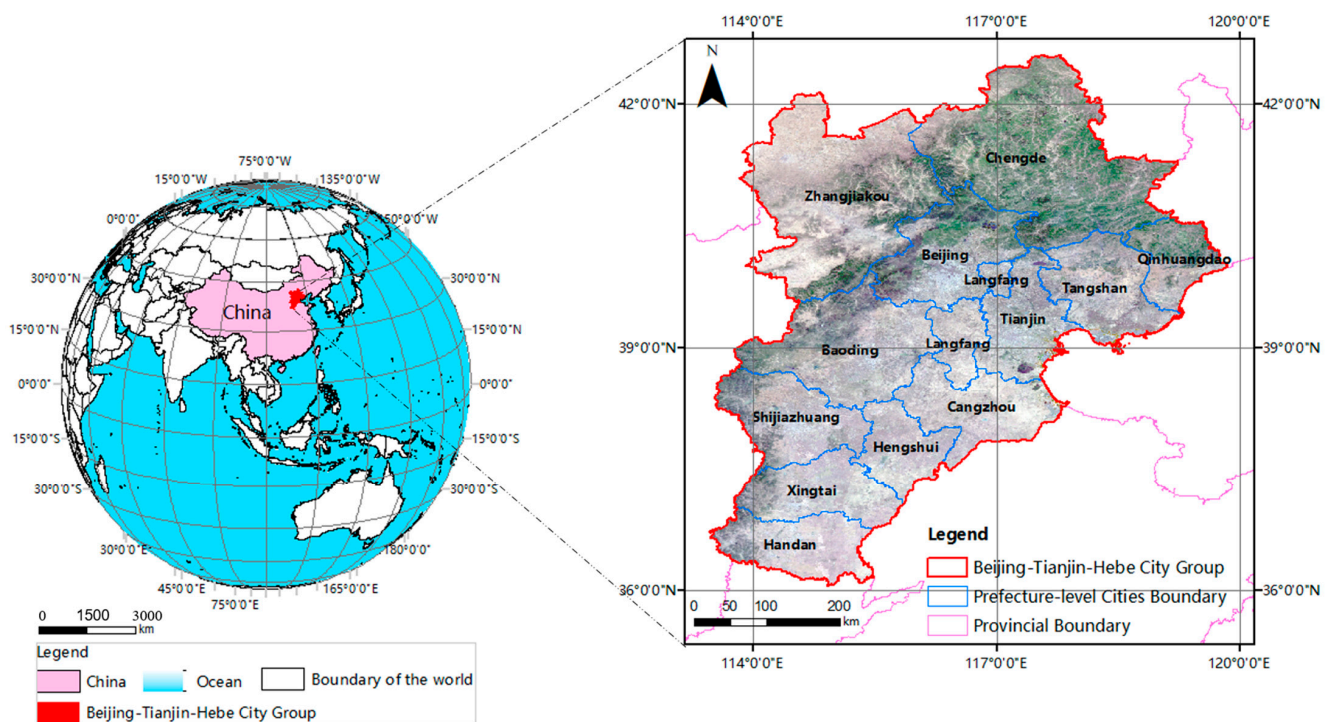 75°0'0"W
15°0'0"W
135°0'0"W
0°0'0"
150°0'0"W
30°0'0"N
30°0'0"N
15°0'0"N
15°0'0"N
0°0'0"
0°0'0"
15°0'0"S
15°0'0"S
30°0'0"S
30°0'0"S
30°0'0"E
180°0'0"
45°0'0"E
165°0'0"E
75°0'0"E
China
0 1500 3000
km
Legend
China Ocean Boundary of the world
Beijing-Tianjin-Hebe City Group
114°0'0"E 117°0'0"E 120°0'0"E
N
42°0'0"N 42°0'0"N
Chengde
Zhangjiakou
Beijing
Qinhuangdao
Langfang
Tangshan
Tianjin
39°0'0"N 39°0'0"N
Langfang
Baoding
Cangzhou
Shijiazhuang
Hengshui
Xingtai
Handan
Legend
Beijing-Tianjin-Hebe City Group
Prefecture-level Cities Boundary
Provincial Boundary
36°0'0"N 36°0'0"N
0 50 100 200
km
114°0'0"E 117°0'0"E 120°0'0"E